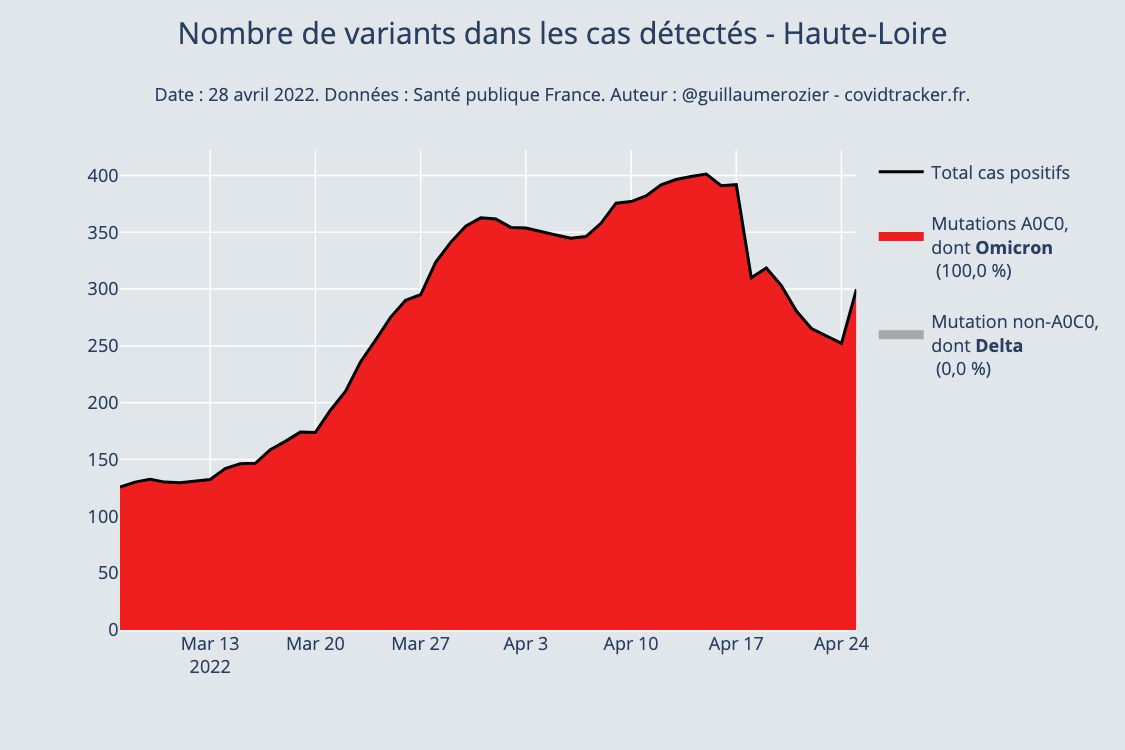 Nombre de variants dans les cas détectés - Haute-Loire
Date : 28 avril 2022. Données : Santé publique France. Auteur : @guillaumerozier - covidtracker.fr.
400
350
300
250
200
150
100
50
0
Mar 13
2022
Mar 20
Mar 27
Apr 3
Apr 10
Apr 17
Apr 24
Total cas positifs
Mutations A0C0,
dont Omicron
(100,0 %)
Mutation non-A0C0,
dont Delta
(0,0 %)